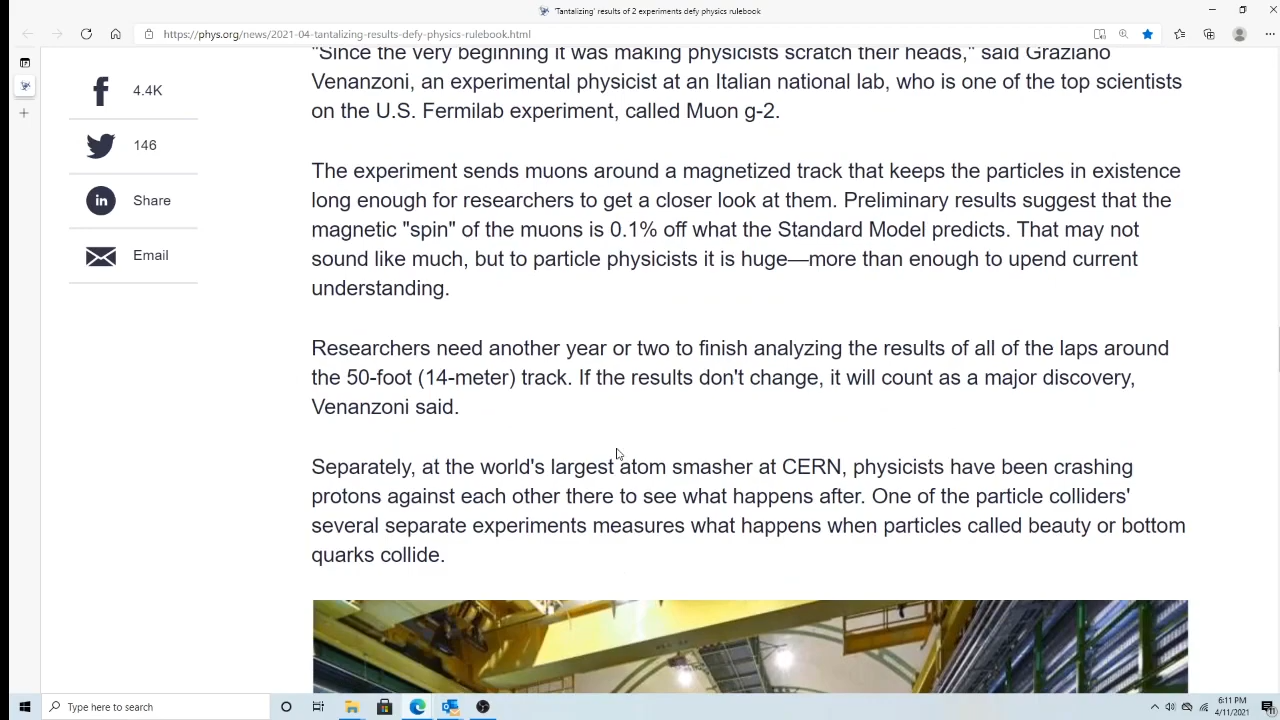 'Tantalizing' results of 2 experiments defy physics rulebook
https://phys.org/news/2021-04-tantalizing-results-defy-physics-rulebook.html
"Since the very beginning it was making physicists scratch their heads," said Graziano
Venanzoni, an experimental physicist at an Italian national lab, who is one of the top scientists
on the U.S. Fermilab experiment, called Muon g-2.
4.4K
146
in Share
Email
The experiment sends muons around a magnetized track that keeps the particles in existence
long enough for researchers to get a closer look at them. Preliminary results suggest that the
magnetic "spin" of the muons is 0.1% off what the Standard Model predicts. That may not
sound like much, but to particle physicists it is huge—more than enough to upend current
understanding.
Researchers need another year or two to finish analyzing the results of all of the laps around
the 50-foot (14-meter) track. If the results don't change, it will count as a major discovery,
Venanzoni said.
Separately, at the world's largest atom smasher at CERN, physicists have been crashing
protons against each other there to see what happens after. One of the particle colliders'
several separate experiments measures what happens when particles called beauty or bottom
quarks collide.
Type here to search
6:11 PM
4/11/2021